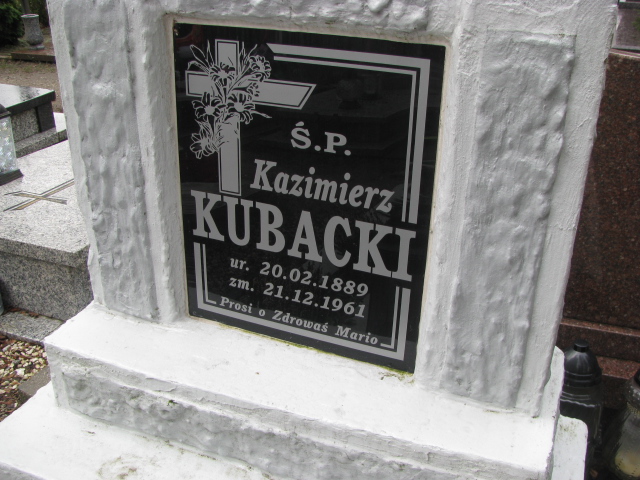 Ś.P.
Kazimierz
KUBACKI
ur. 20.02.1889
zm. 21.12.1961
Prosi o Zdrowaś Mario